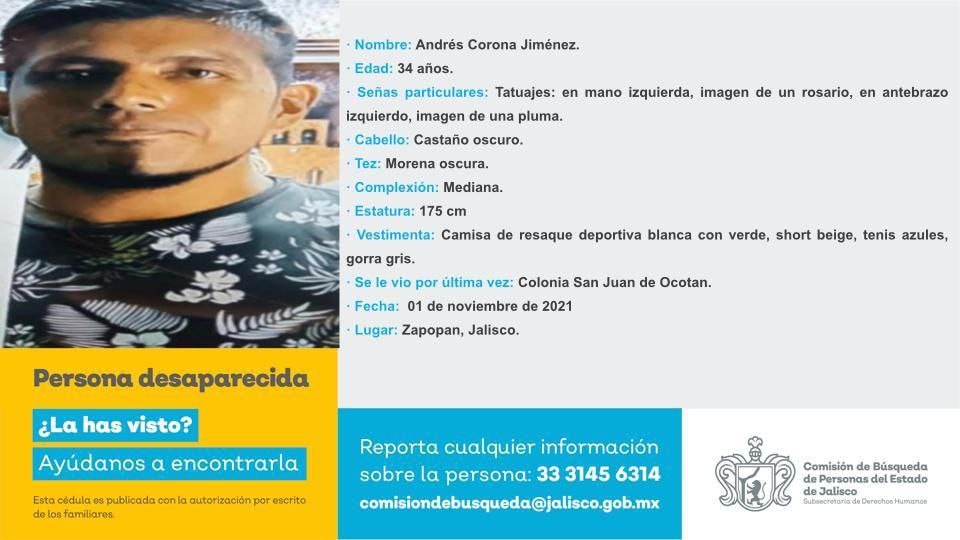 · Nombre: Andrés Corona Jiménez.
· Edad: 34 años.
· Señas particulares: Tatuajes: en mano izquierda, imagen de un rosario, en antebrazo
izquierdo, imagen de una pluma.
· Cabello: Castaño oscuro.
· Tez: Morena oscura.
· Complexión: Mediana.
· Estatura: 175 cm
· Vestimenta: Camisa de resaque deportiva blanca con verde, short beige, tenis azules,
gorra gris.
· Se le vio por última vez: Colonia San Juan de Ocotan.
· Fecha: 01 de noviembre de 2021
· Lugar: Zapopan, Jalisco.
Persona desaparecida
¿La has visto?
Ayúdanos a encontrarla
Esta cédula es publicada con la autorización por escrito
de los familiares.
Reporta cualquier información
sobre la persona: 33 3145 6314
comisiondebusqueda@jalisco.gob.mx
Comisión de Búsqueda
de Personas del Estado
de Jalisco
Subsecretaría de Derechos Humanos